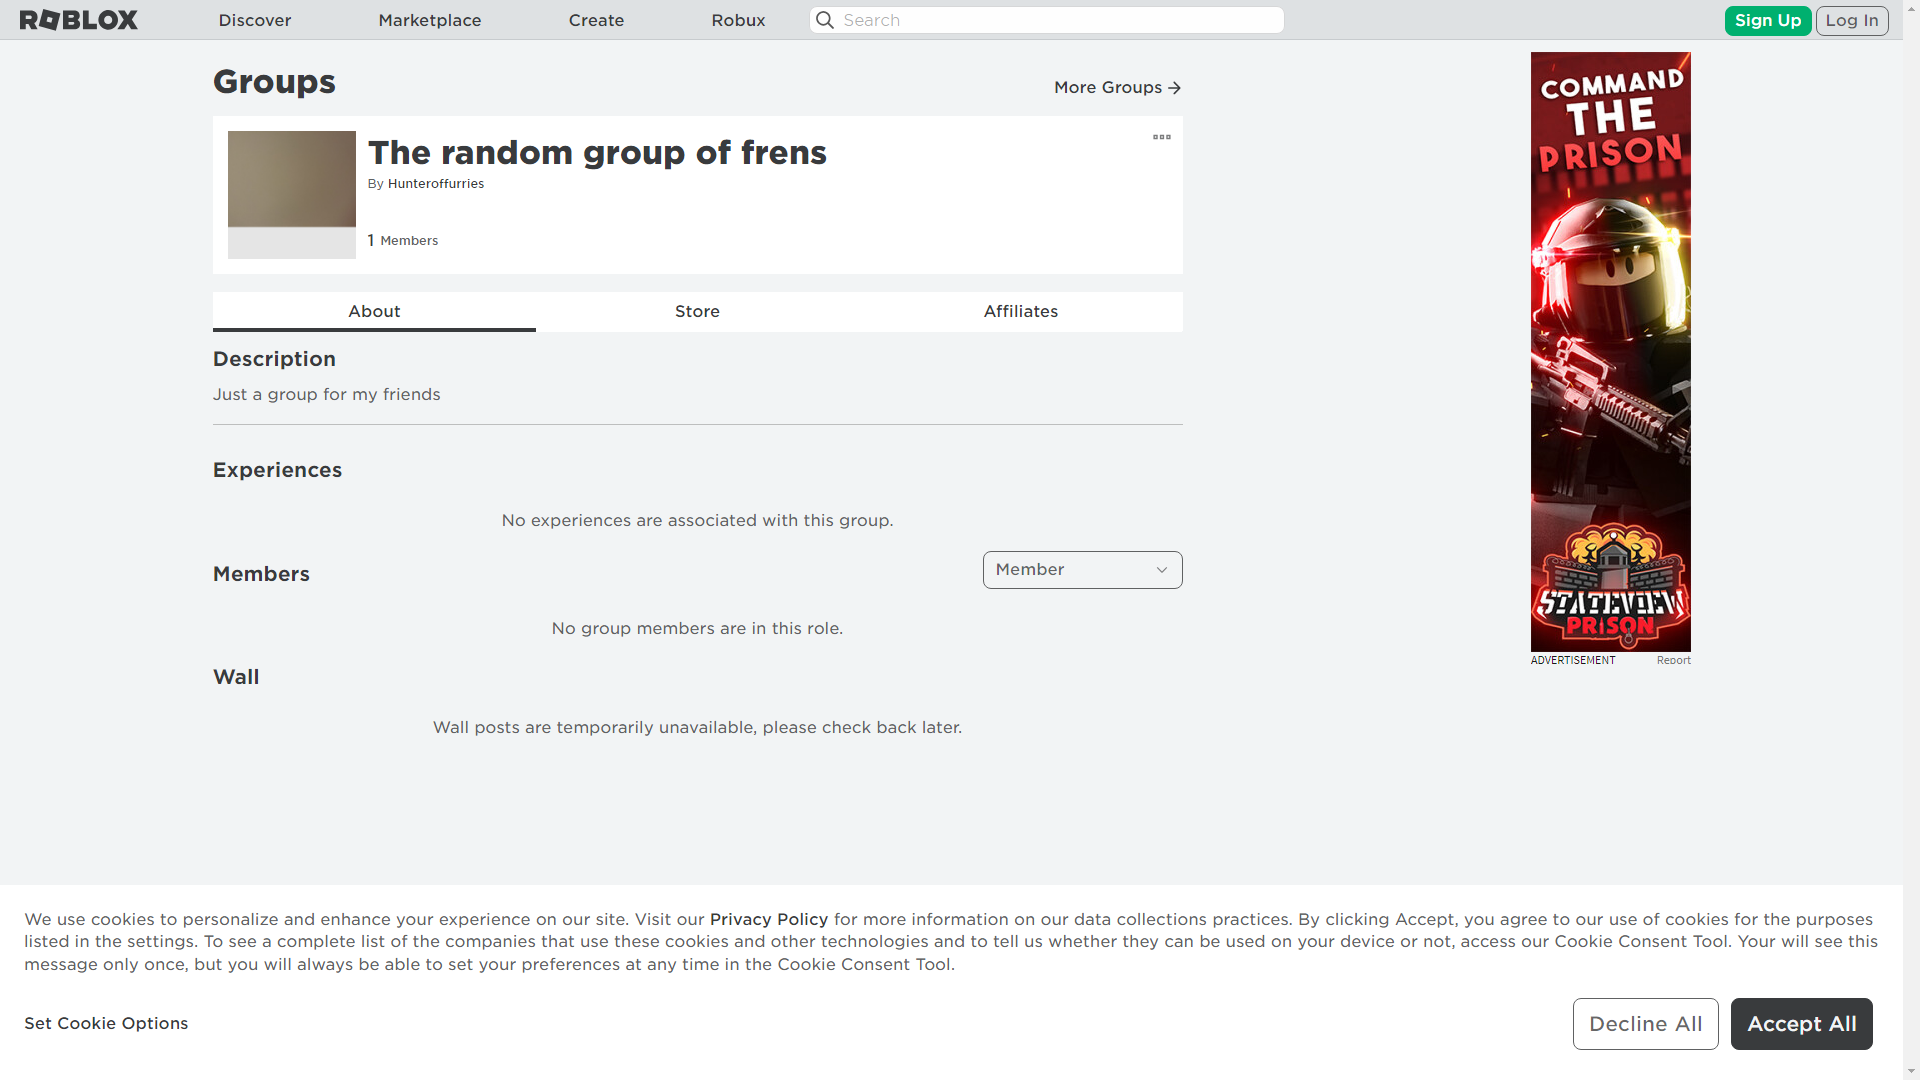 ROBLOX
Discover
Marketplace
Create
Robux
Search
Sign Up
Log In
Groups
More Groups
The random group of frens
By Hunteroffurries
1 Members
About
Store
Affiliates
Description
Just a group for my friends
Experiences
No experiences are associated with this group.
Members
Member
No group members are in this role.
Wall
Wall posts are temporarily unavailable, please check back later.
COMMAND
THE
PRISON
STATEVIEW
PRISON
ADVERTISEMENT
Report
We use cookies to personalize and enhance your experience on our site. Visit our Privacy Policy for more information on our data collections practices. By clicking Accept, you agree to our use of cookies for the purposes
listed in the settings. To see a complete list of the companies that use these cookies and other technologies and to tell us whether they can be used on your device or not, access our Cookie Consent Tool. Your will see this
message only once, but you will always be able to set your preferences at any time in the Cookie Consent Tool.
Set Cookie Options
Decline All
Accept All